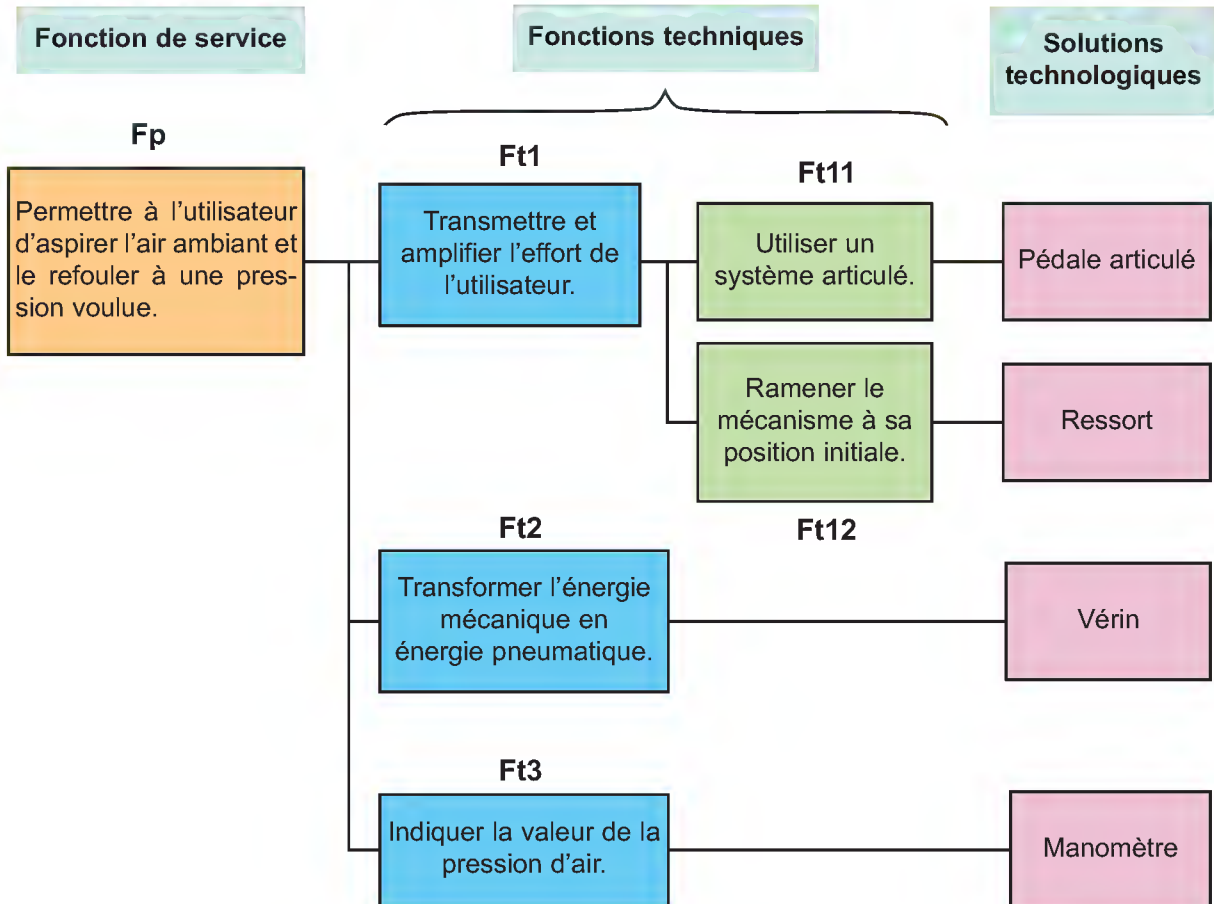 Fonction de service
Fonctions techniques
Solutions
technologiques
Fp
Permettre à l’utilisateur
d’aspirer l’air ambiant et
le refouler à une pres-
sion voulue.
Ft1
Transmettre et
amplifier l’effort de
l’utilisateur.
Ft11
Utiliser un
système articulé.
Pédale articulé
Ramener le
mécanisme à sa
position initiale.
Ft12
Ressort
Ft2
Transformer l’énergie
mécanique en
énergie pneumatique.
Vérin
Ft3
Indiquer la valeur de la
pression d’air.
Manomètre